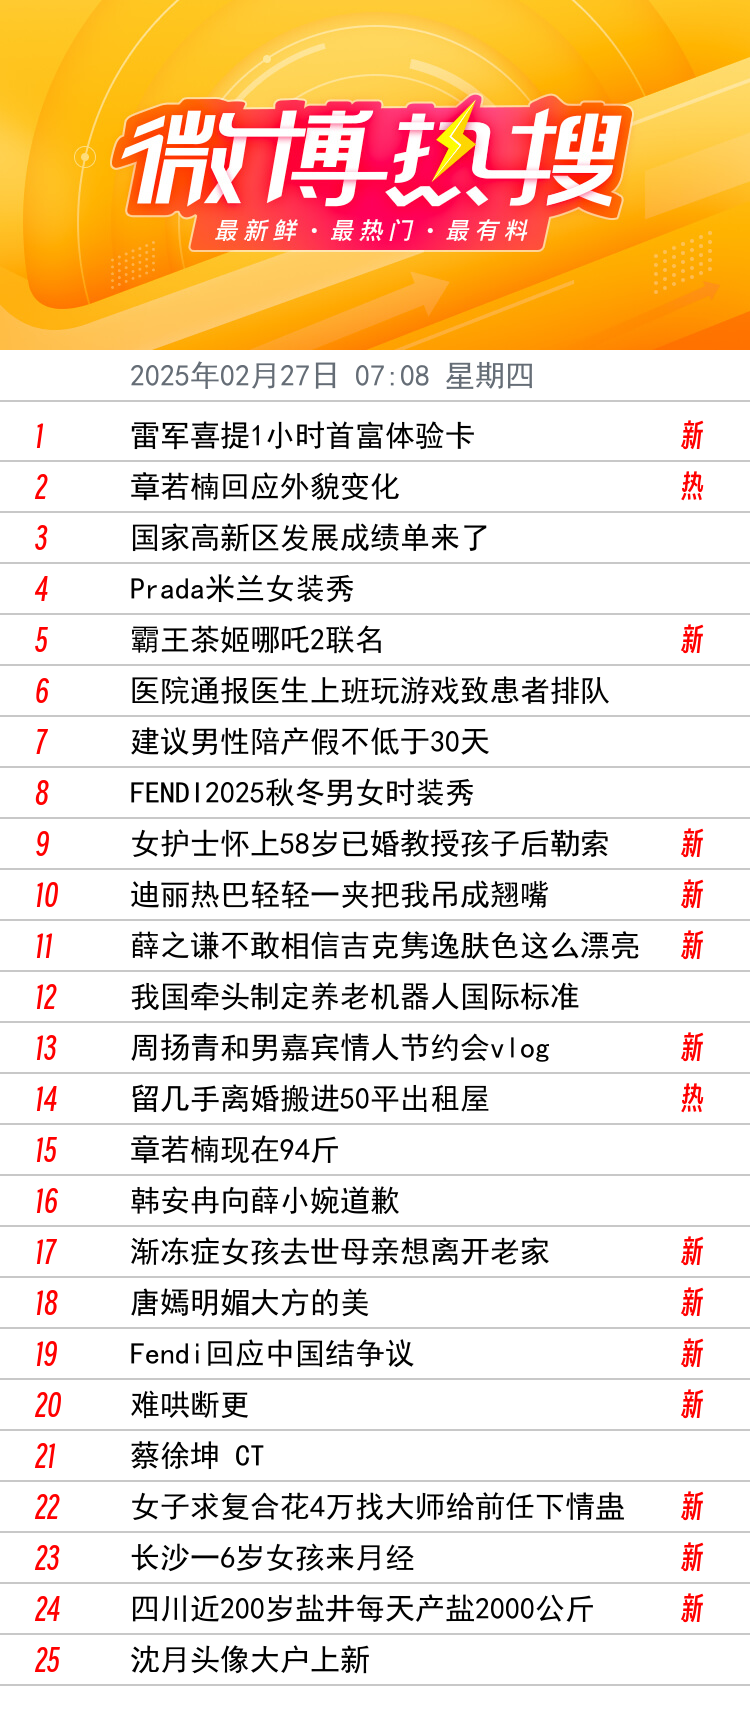 微博热搜
最新鲜·最热门·最有料
2025年02月27日 07:08 星期四
1 雷军喜提1小时首富体验卡 新
2 章若楠回应外貌变化 热
3 国家高新区发展成绩单来了
4 Prada米兰女装秀
5 霸王茶姬哪吒2联名 新
6 医院通报医生上班玩游戏致患者排队
7 建议男性陪产假不低于30天
8 FENDI2025秋冬男女时装秀
9 女护士怀上58岁已婚教授孩子后勒索 新
10 迪丽热巴轻轻一夹把我吊成翘嘴 新
11 薛之谦不敢相信吉克隽逸肤色这么漂亮 新
12 我国牵头制定养老机器人国际标准
13 周扬青和男嘉宾情人节约会vlog 新
14 留几手离婚搬进50平出租屋 热
15 章若楠现在94斤
16 韩安冉向薛小婉道歉
17 渐冻症女孩去世母亲想离开老家 新
18 唐嫣明媚大方的美 新
19 Fendi回应中国结争议 新
20 难哄断更 新
21 蔡徐坤 CT
22 女子求复合花4万找大师给前任下情蛊 新
23 长沙一6岁女孩来月经 新
24 四川近200岁盐井每天产盐2000公斤 新
25 沈月头像大户上新